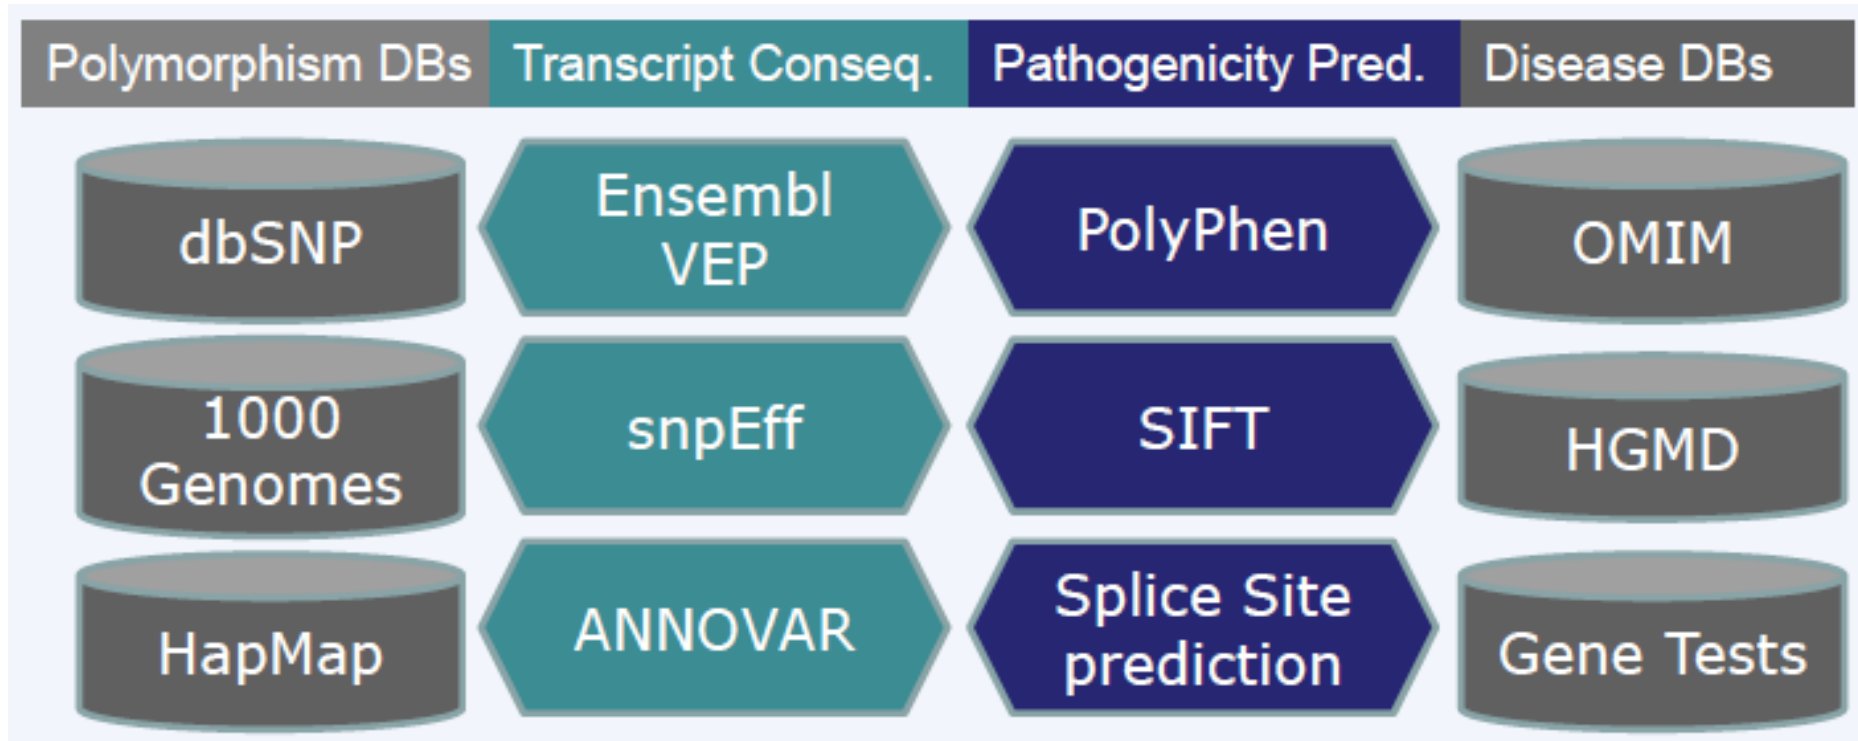 Polymorphism DBs
Transcript Conseq.
Pathogenicity Pred.
Disease DBs
dbSNP
Ensembl
VEP
PolyPhen
OMIM
1000
Genomes
snpEff
SIFT
HGMD
HapMap
ANNOVAR
Splice Site
prediction
Gene Tests